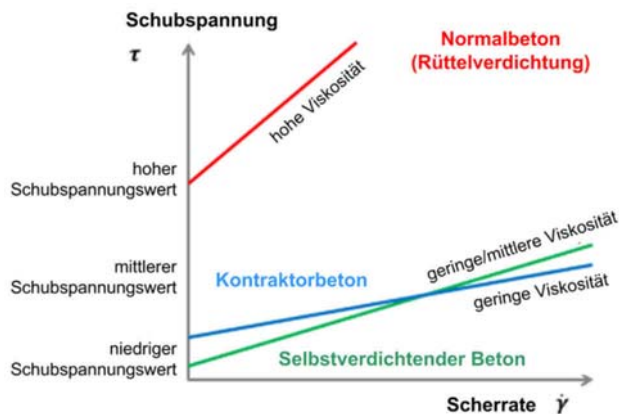 Schubspannung
τ
Normalbeton
(Rüttelverdichtung)
hohe Viskosität
hoher
Schubspannungswert
mittlerer
Schubspannungswert
Kontraktorbeton
geringe/mittlere Viskosität
geringe Viskosität
niedriger
Schubspannungswert
Selbstverdichtender Beton
Scherrate γ̇